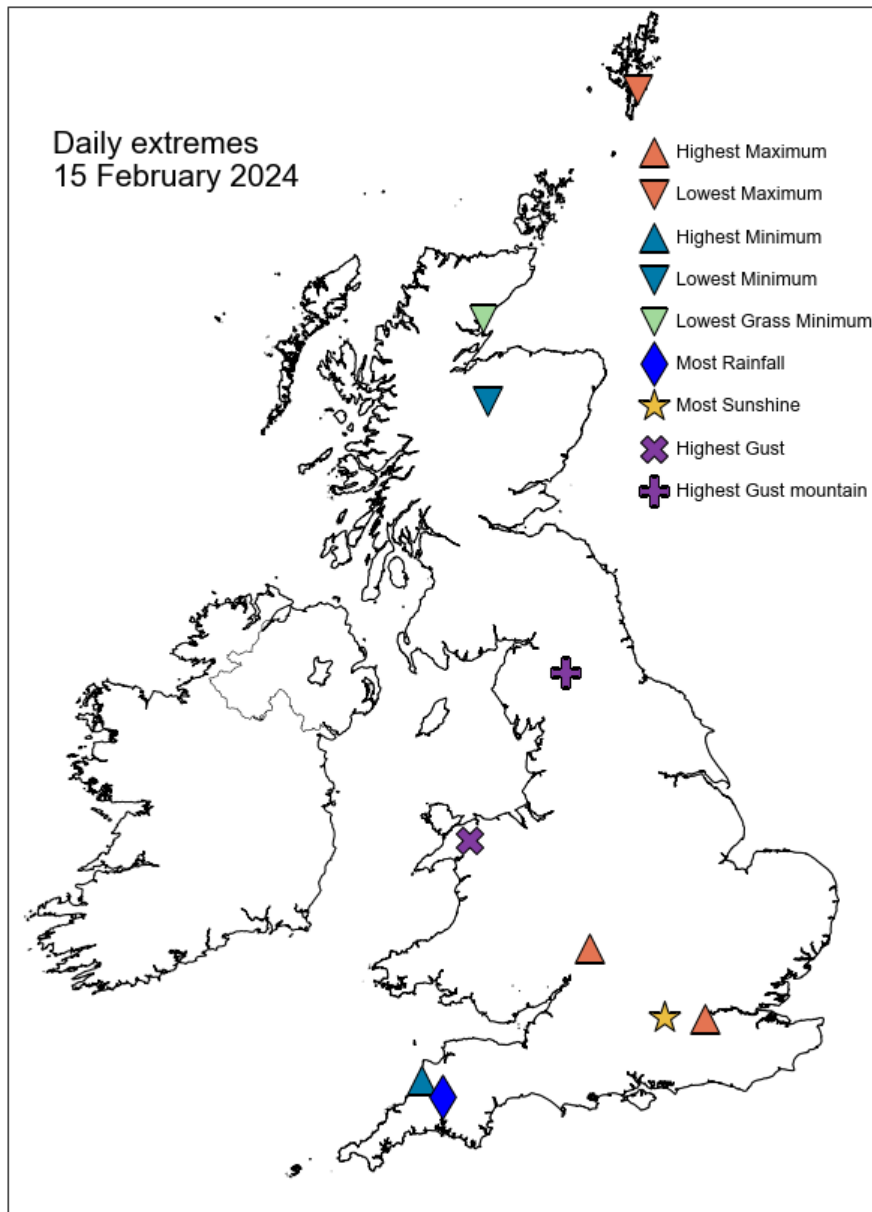 Daily extremes
15 February 2024
Highest Maximum
Lowest Maximum
Highest Minimum
Lowest Minimum
Lowest Grass Minimum
Most Rainfall
Most Sunshine
Highest Gust
Highest Gust mountain